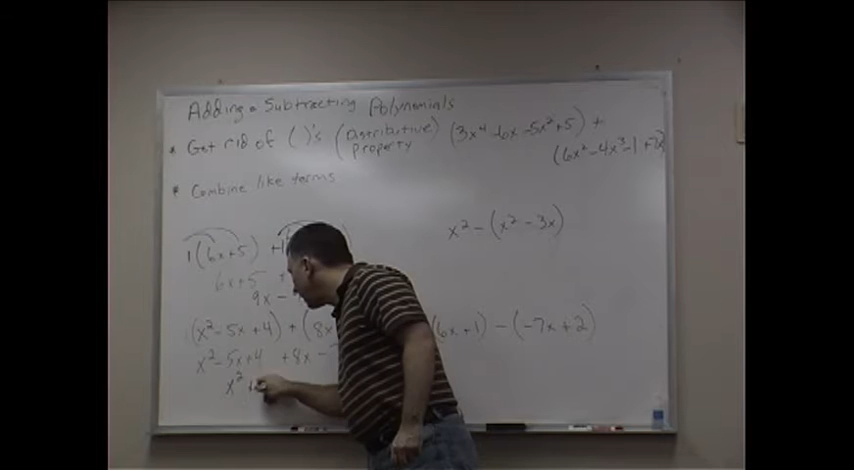 Adding & Subtracting Polynomials
* Get rid of ( )'s (Distributive property) (3x⁴ - 6x - 5x² + 5) +
(6x² - 4x³ - 1 +
* Combine like terms
x² - (x² - 3x)
1(6x+5) +1
6x+5
9x -
(x² - 5x + 4) + (8x
(6x+1) - (-7x+2)
x² - 5x + 4 + 8x -
x² +